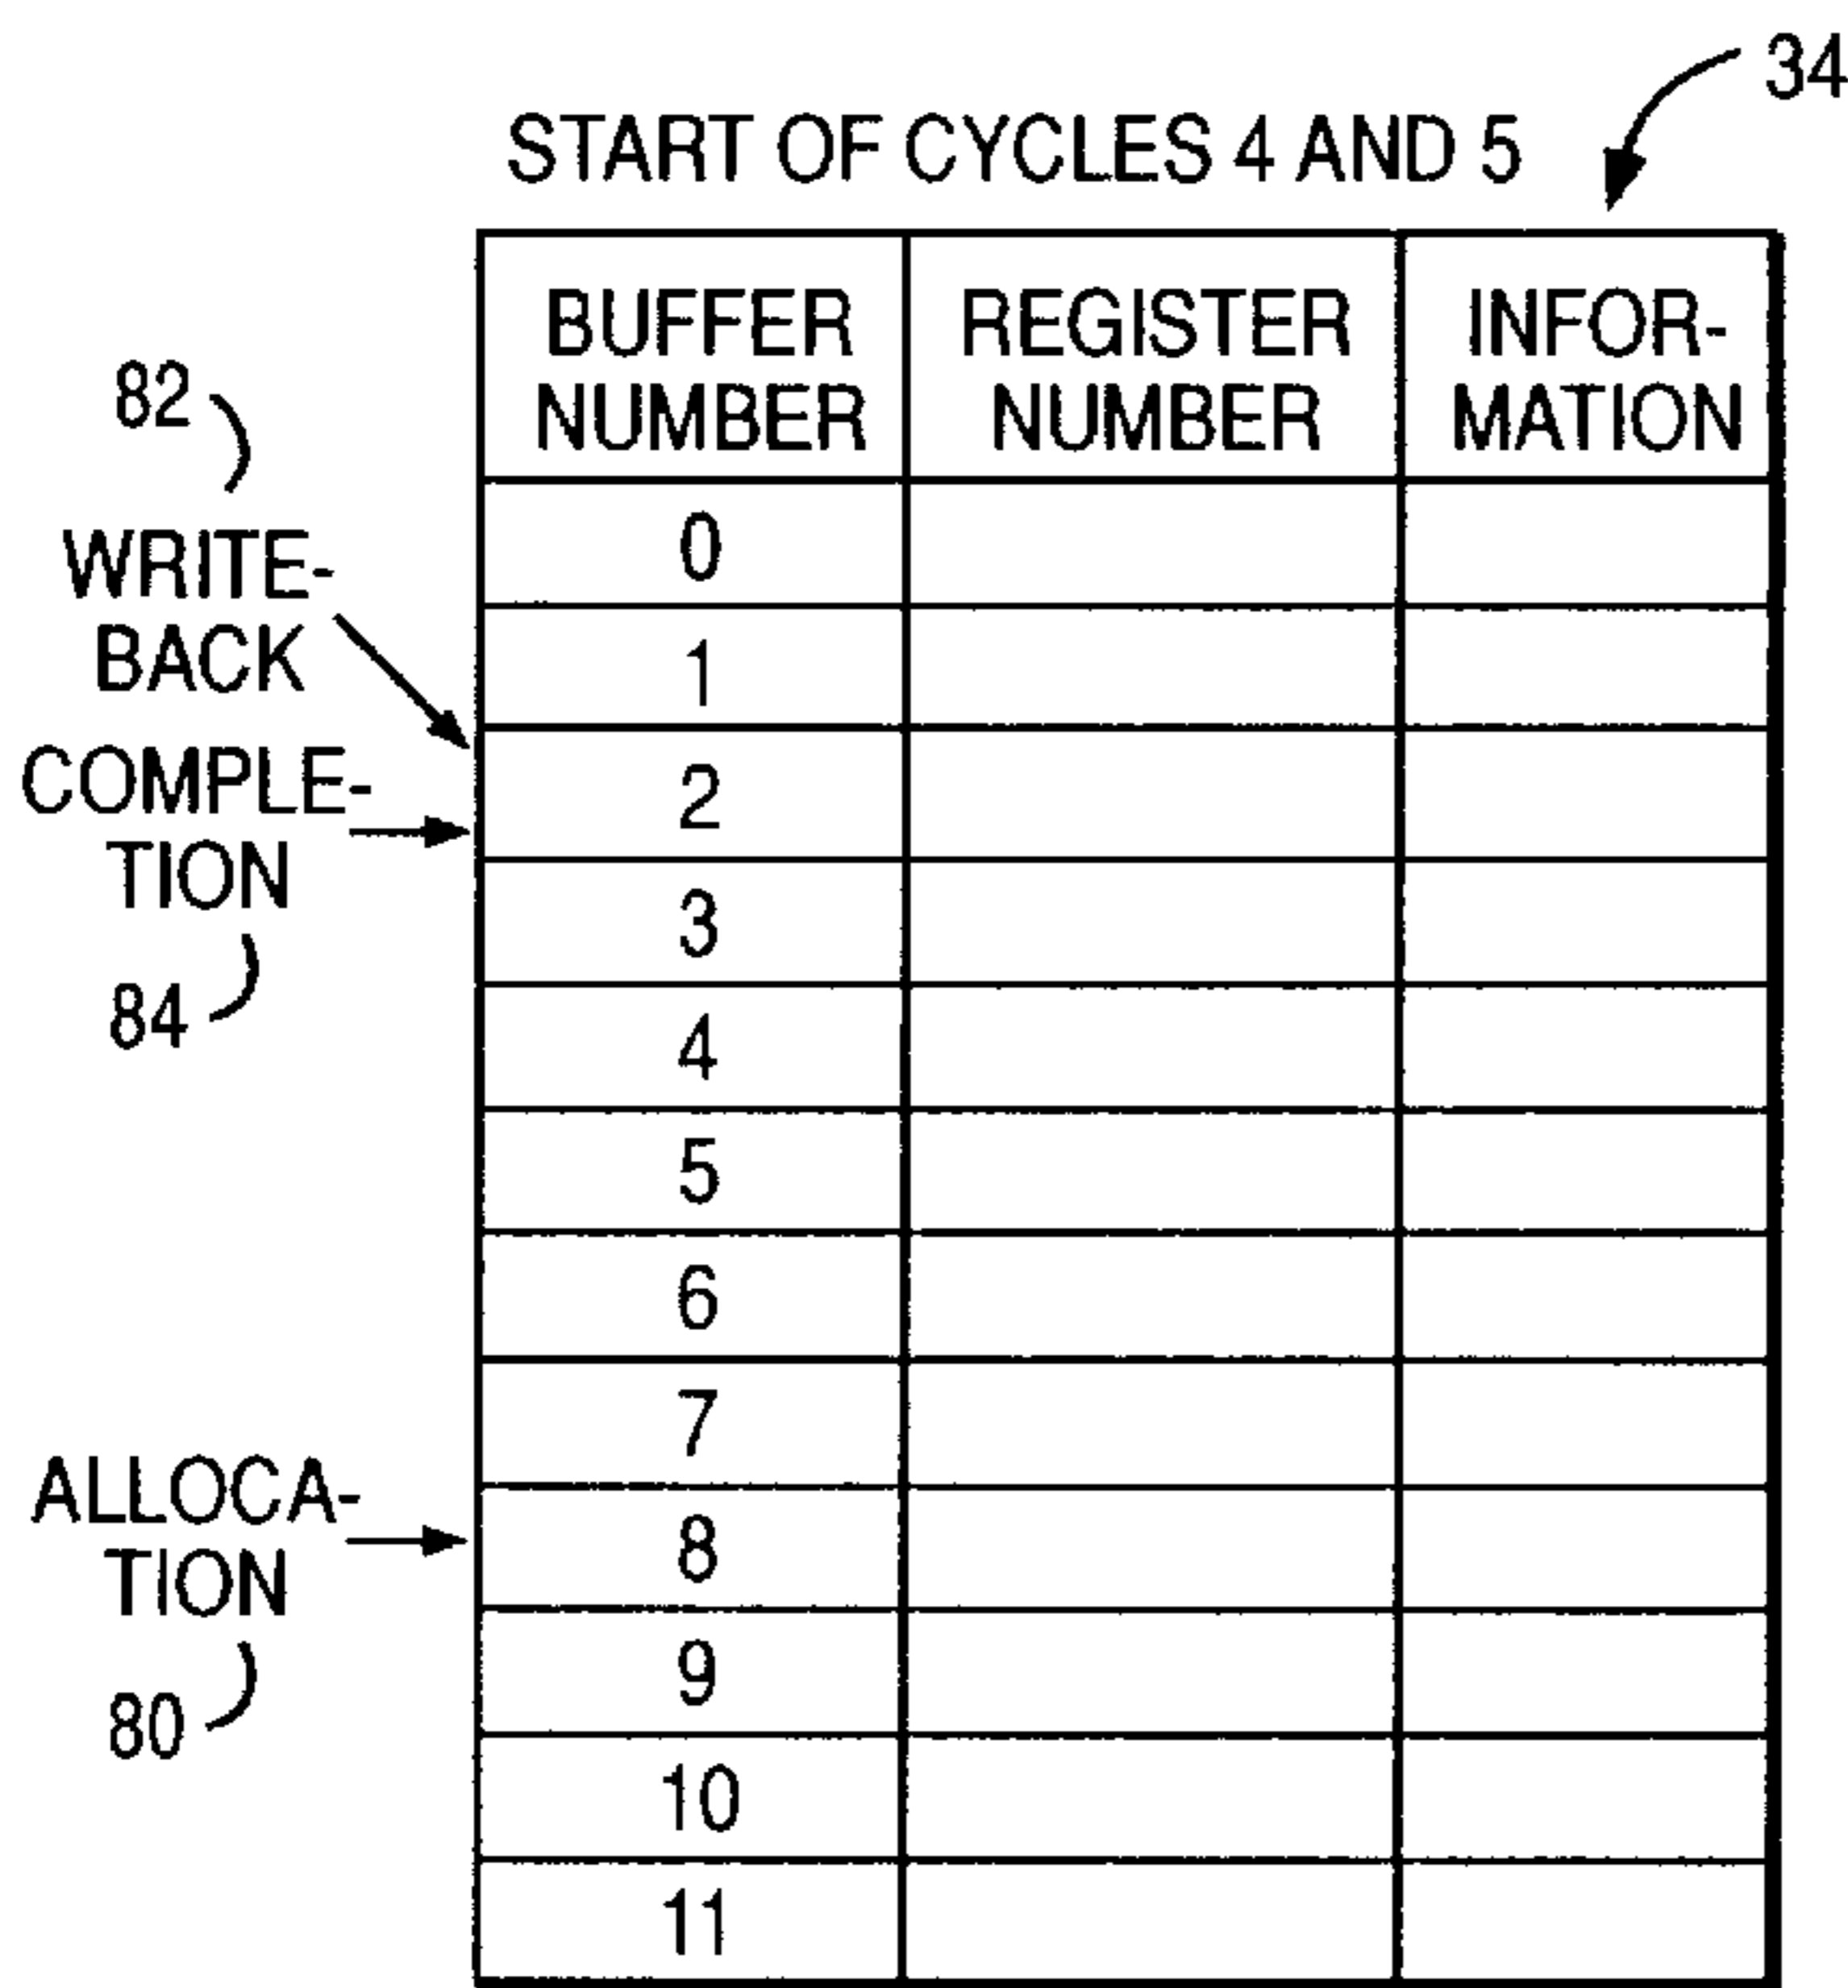 34
START OF CYCLES 4 AND 5
BUFFER NUMBER REGISTER NUMBER INFOR-MATION
82
WRITE-
BACK
COMPLE-
TION
84
ALLOCA-
TION
80
0
1
2
3
4
5
6
7
8
9
10
11